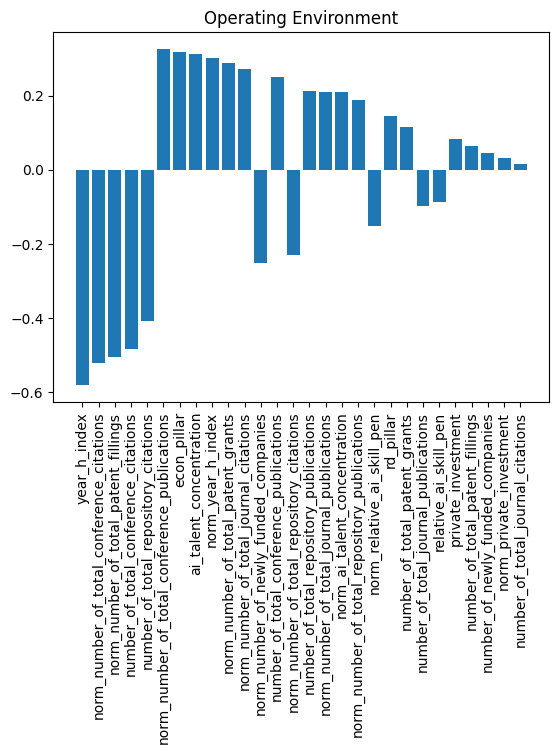 Operating Environment
0.2
0.0
−0.2
−0.4
−0.6
year_h_index
norm_number_of_total_conference_citations
norm_number_of_total_patent_fillings
number_of_total_conference_citations
number_of_total_repository_citations
norm_number_of_total_conference_publications
econ_pillar
ai_talent_concentration
norm_year_h_index
norm_number_of_total_patent_grants
norm_number_of_total_journal_citations
norm_number_of_newly_funded_companies
number_of_total_conference_publications
norm_number_of_total_repository_citations
number_of_total_repository_publications
norm_number_of_total_journal_publications
norm_ai_talent_concentration
norm_number_of_total_repository_publications
norm_relative_ai_skill_pen
rd_pillar
number_of_total_patent_grants
number_of_total_journal_publications
relative_ai_skill_pen
private_investment
number_of_total_patent_fillings
number_of_newly_funded_companies
norm_private_investment
number_of_total_journal_citations